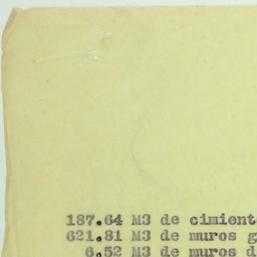 187.64 M3 de cimient
621.81 M3 de muros g
6.52 M3 de muros d